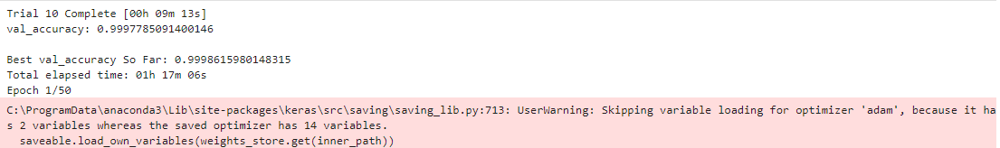 Trial 10 Complete [00h 09m 13s]
val_accuracy: 0.9997785091400146
Best val_accuracy So Far: 0.9998615980148315
Total elapsed time: 01h 17m 06s
Epoch 1/50
C:\ProgramData\anaconda3\Lib\site-packages\keras\src\saving\saving_lib.py:713: UserWarning: Skipping variable loading for optimizer 'adam', because it ha
s 2 variables whereas the saved optimizer has 14 variables.
  saveable.load_own_variables(weights_store.get(inner_path))